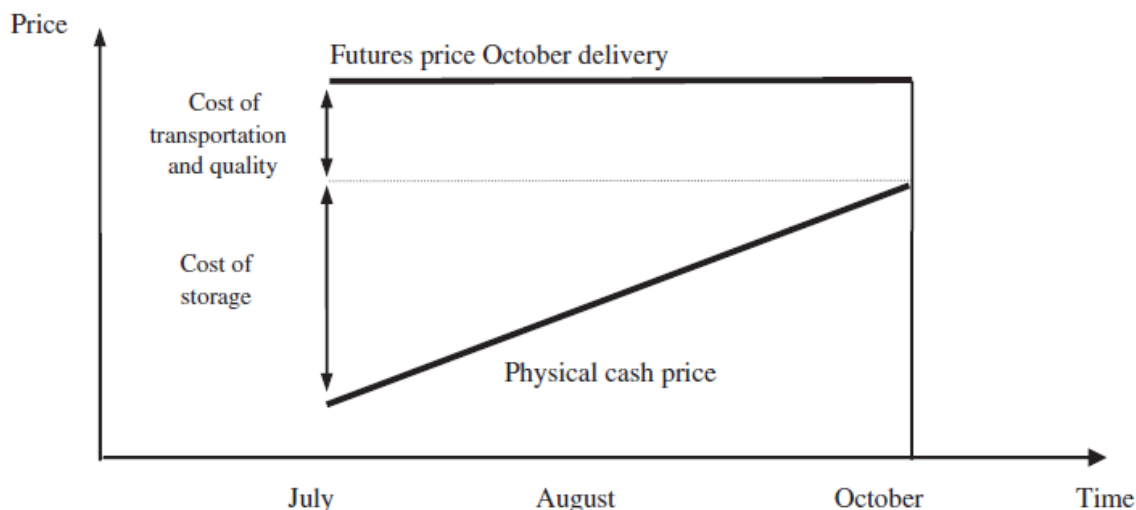 Price
Futures price October delivery
Cost of
transportation
and quality
Cost of
storage
Physical cash price
July
August
October
Time